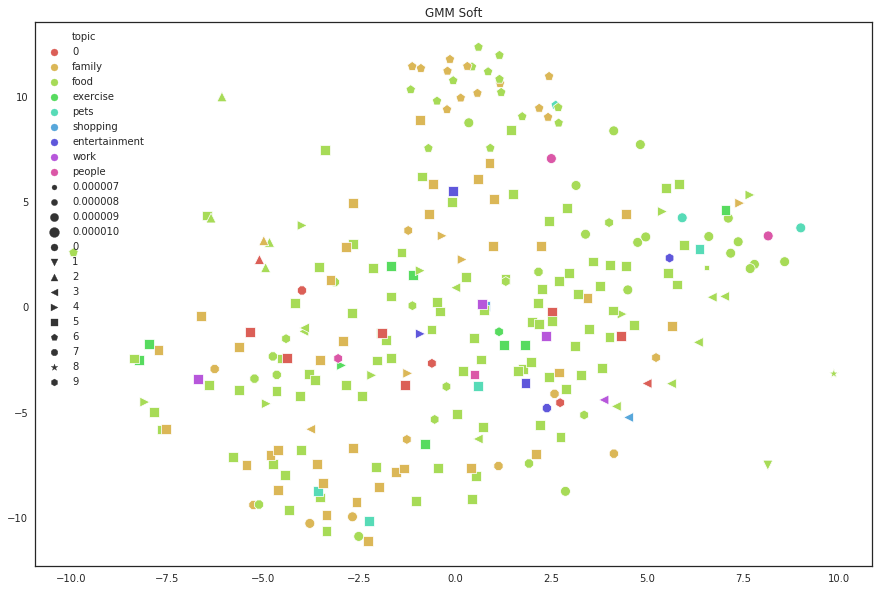 GMM Soft
topic
0
family
food
exercise
pets
shopping
entertainment
work
people
0.000007
0.000008
0.000009
0.000010
0
1
2
3
4
5
6
7
8
9
10
5
0
−5
−10
−10.0 −7.5 −5.0 −2.5 0.0 2.5 5.0 7.5 10.0